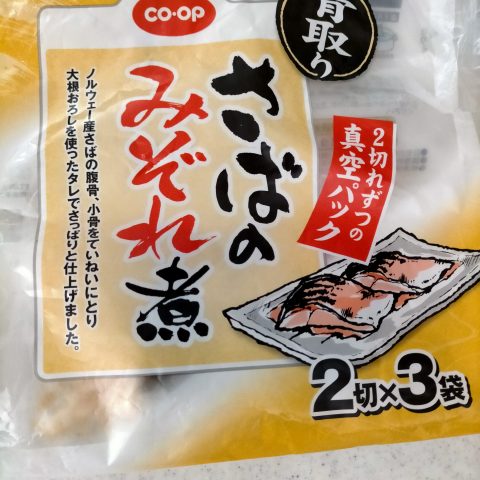 CO·OP
骨取り
さばの
みぞれ煮
ノルウェー産さばの腹骨、小骨をていねいにとり
大根おろしを使ったタレでさっぱりと仕上げました。
2切れずつの
真空パック
2切×3袋